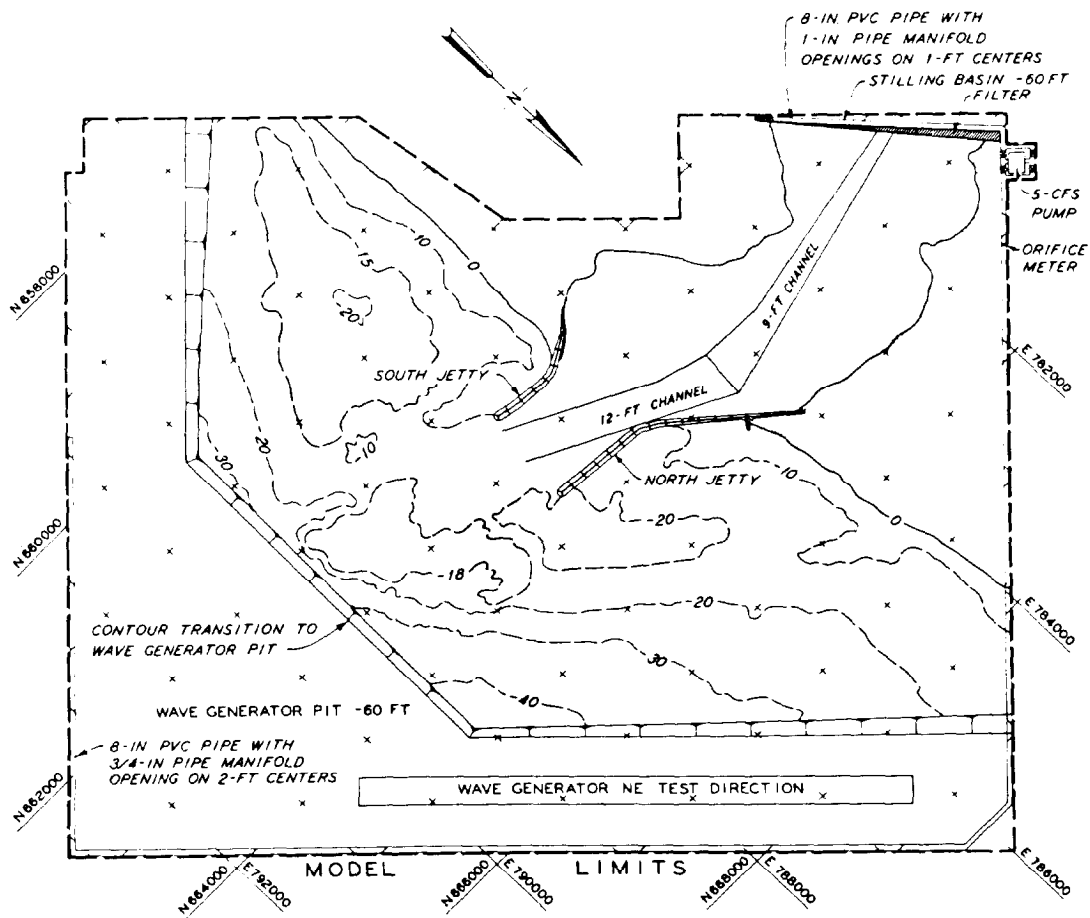 8-IN PVC PIPE WITH
1-IN PIPE MANIFOLD
OPENINGS ON 1-FT CENTERS
STILLING BASIN -60 FT
FILTER
N
5-CFS
PUMP
ORIFICE
METER
10
0
15
-20
N 658000
9-FT CHANNEL
E 782000
SOUTH JETTY
12-FT CHANNEL
20
-10
-30
NORTH JETTY
-10
0
-20
N 660000
-18
-20
E 784000
CONTOUR TRANSITION TO
WAVE GENERATOR PIT
30
-40
WAVE GENERATOR PIT -60 FT
8-IN PVC PIPE WITH
3/4-IN PIPE MANIFOLD
OPENING ON 2-FT CENTERS
N 662000
WAVE GENERATOR NE TEST DIRECTION
MODEL LIMITS
N 664000
E 792000
N 666000
E 790000
N 668000
E 788000
E 786000